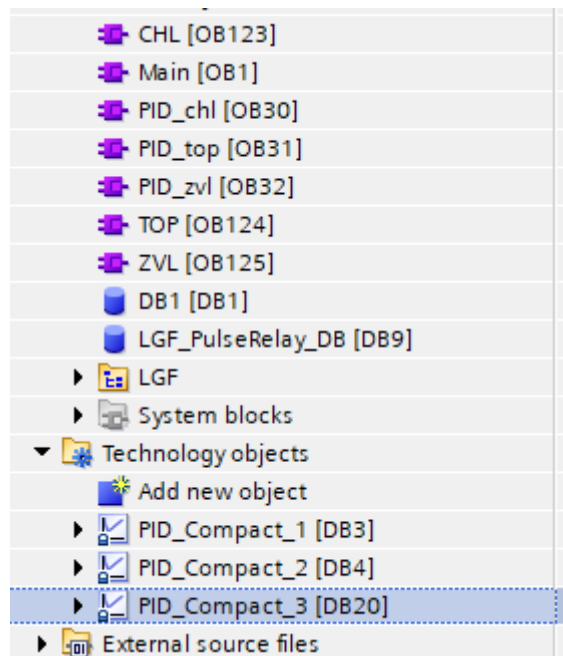 CHL [OB123]
Main [OB1]
PID_chl [OB30]
PID_top [OB31]
PID_zvl [OB32]
TOP [OB124]
ZVL [OB125]
DB1 [DB1]
LGF_PulseRelay_DB [DB9]
LGF
System blocks
Technology objects
Add new object
PID_Compact_1 [DB3]
PID_Compact_2 [DB4]
PID_Compact_3 [DB20]
External source files